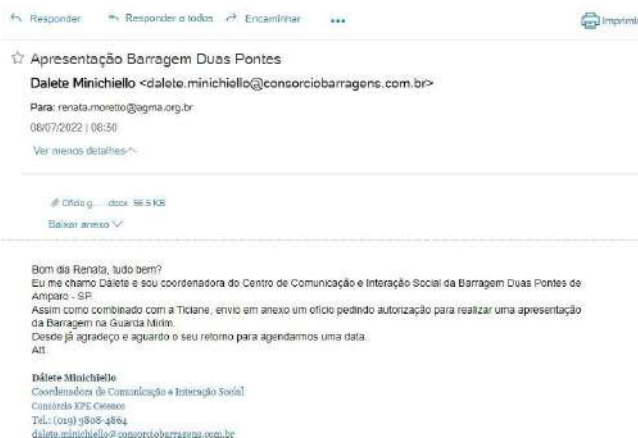 Responder Responder a todos Encaminhar ... Imprimir
Apresentação Barragem Duas Pontes
Dalete Minichiello <dalete.minichiello@consorciobarragens.com.br>
Para: renata.moretto@agma.org.br
08/07/2022 | 08:50
Ver menos detalhes
Ofício g... .docx 56.5 KB
Baixar anexo
Bom dia Renata, tudo bem?
Eu me chamo Dálete e sou coordenadora do Centro de Comunicação e Interação Social da Barragem Duas Pontes de
Amparo - SP.
Assim como combinado com a Ticiane, envio em anexo um ofício pedindo autorização para realizar uma apresentação
da Barragem na Guarda Mirim.
Desde já agradeço e aguardo o seu retorno para agendarmos uma data.
Att.
Dálete Minichiello
Coordenadora de Comunicação e Interação Social
Consórcio KPE Cetenco
Tel.: (019) 3808-4864
dalete.minichiello@consorciobarragens.com.br